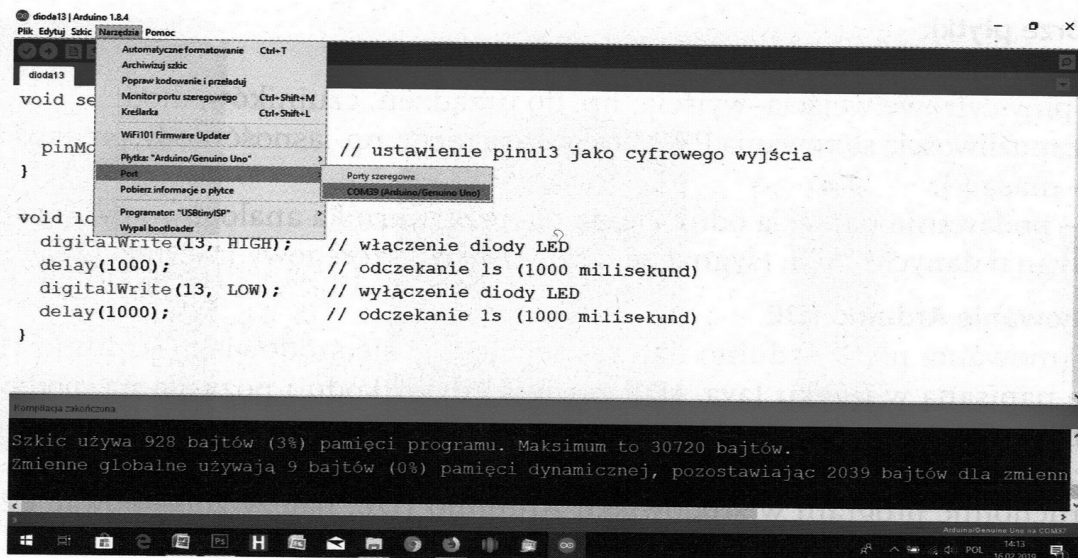 dioda13 | Arduino 1.8.4
Plik Edytuj Szkic Narzędzia Pomoc
dioda13
Automatyczne formatowanie Ctrl+T
Archiwizuj szkic
Popraw kodowanie i przeładuj
Monitor portu szeregowego Ctrl+Shift+M
Kreślarka Ctrl+Shift+L
WiFi101 Firmware Updater
Płytka: "Arduino/Genuino Uno"
Port
Pobierz informacje o płytce
Programator: "USBtinyISP"
Wypal bootloader
Porty szeregowe
COM39 (Arduino/Genuino Uno)
void se
pinMo // ustawienie pinu13 jako cyfrowego wyjścia
}
void lo
digitalWrite(13, HIGH); // włączenie diody LED
delay(1000); // odczekanie 1s (1000 milisekund)
digitalWrite(13, LOW); // wyłączenie diody LED
delay(1000); // odczekanie 1s (1000 milisekund)
}
Kompilacja zakończona
Szkic używa 928 bajtów (3%) pamięci programu. Maksimum to 30720 bajtów.
Zmienne globalne używają 9 bajtów (0%) pamięci dynamicznej, pozostawiając 2039 bajtów dla zmienn
Arduino/Genuino Uno na COM37
Ps H POL 14:13
16.02.2019